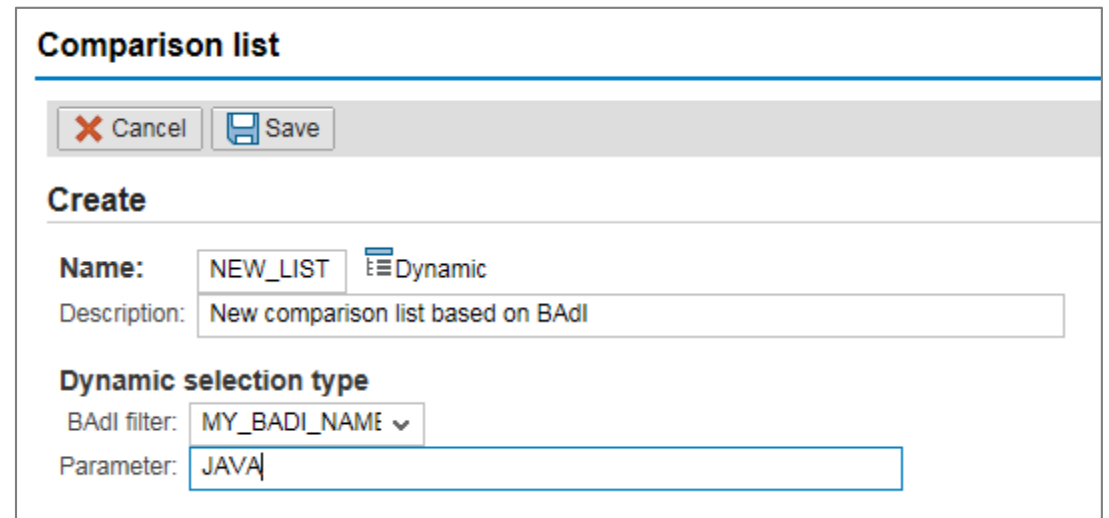 Comparison list
Cancel Save
Create
Name: NEW_LIST Dynamic
Description: New comparison list based on BAdI
Dynamic selection type
BAdI filter: MY_BADI_NAME
Parameter: JAVA